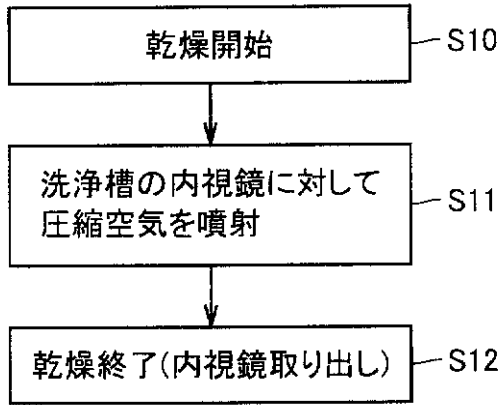 乾燥開始
S10
洗浄槽の内視鏡に対して
圧縮空気を噴射
S11
乾燥終了(内視鏡取り出し)
S12